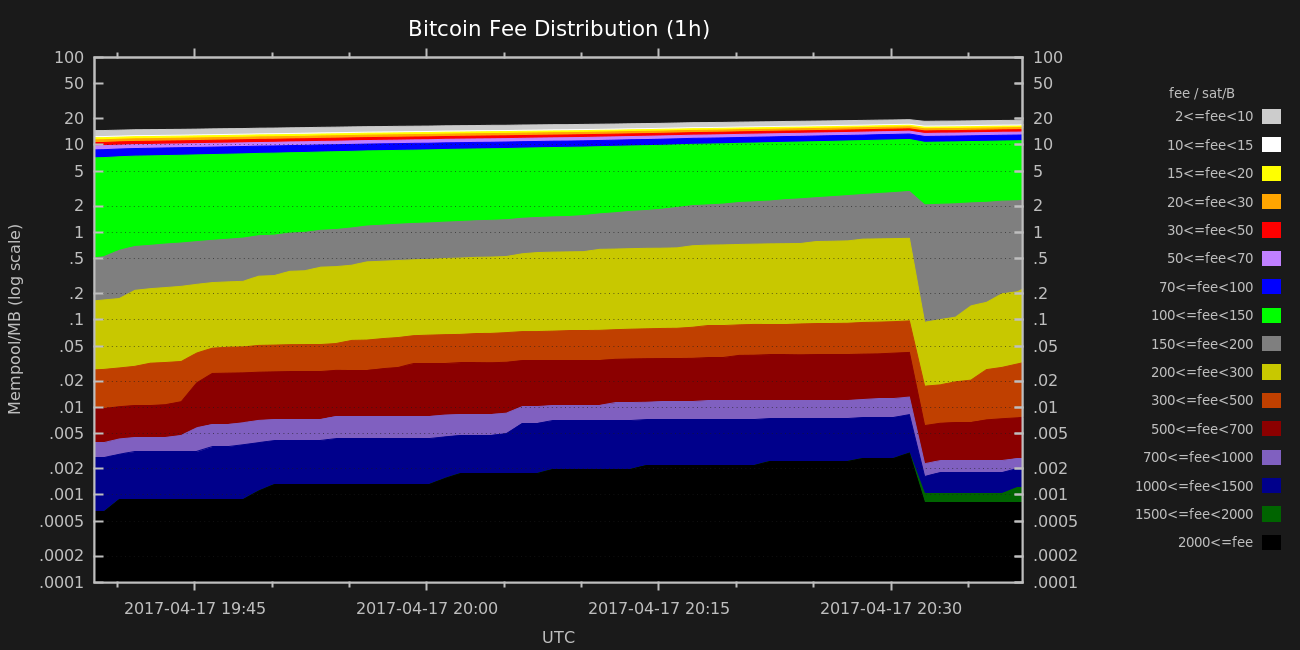 Bitcoin Fee Distribution (1h)
Mempool/MB (log scale)
100
50
20
10
5
2
1
.5
.2
.1
.05
.02
.01
.005
.002
.001
.0005
.0002
.0001
100
50
20
10
5
2
1
.5
.2
.1
.05
.02
.01
.005
.002
.001
.0005
.0002
.0001
2017-04-17 19:45
2017-04-17 20:00
2017-04-17 20:15
2017-04-17 20:30
UTC
fee / sat/B
2<=fee<10
10<=fee<15
15<=fee<20
20<=fee<30
30<=fee<50
50<=fee<70
70<=fee<100
100<=fee<150
150<=fee<200
200<=fee<300
300<=fee<500
500<=fee<700
700<=fee<1000
1000<=fee<1500
1500<=fee<2000
2000<=fee